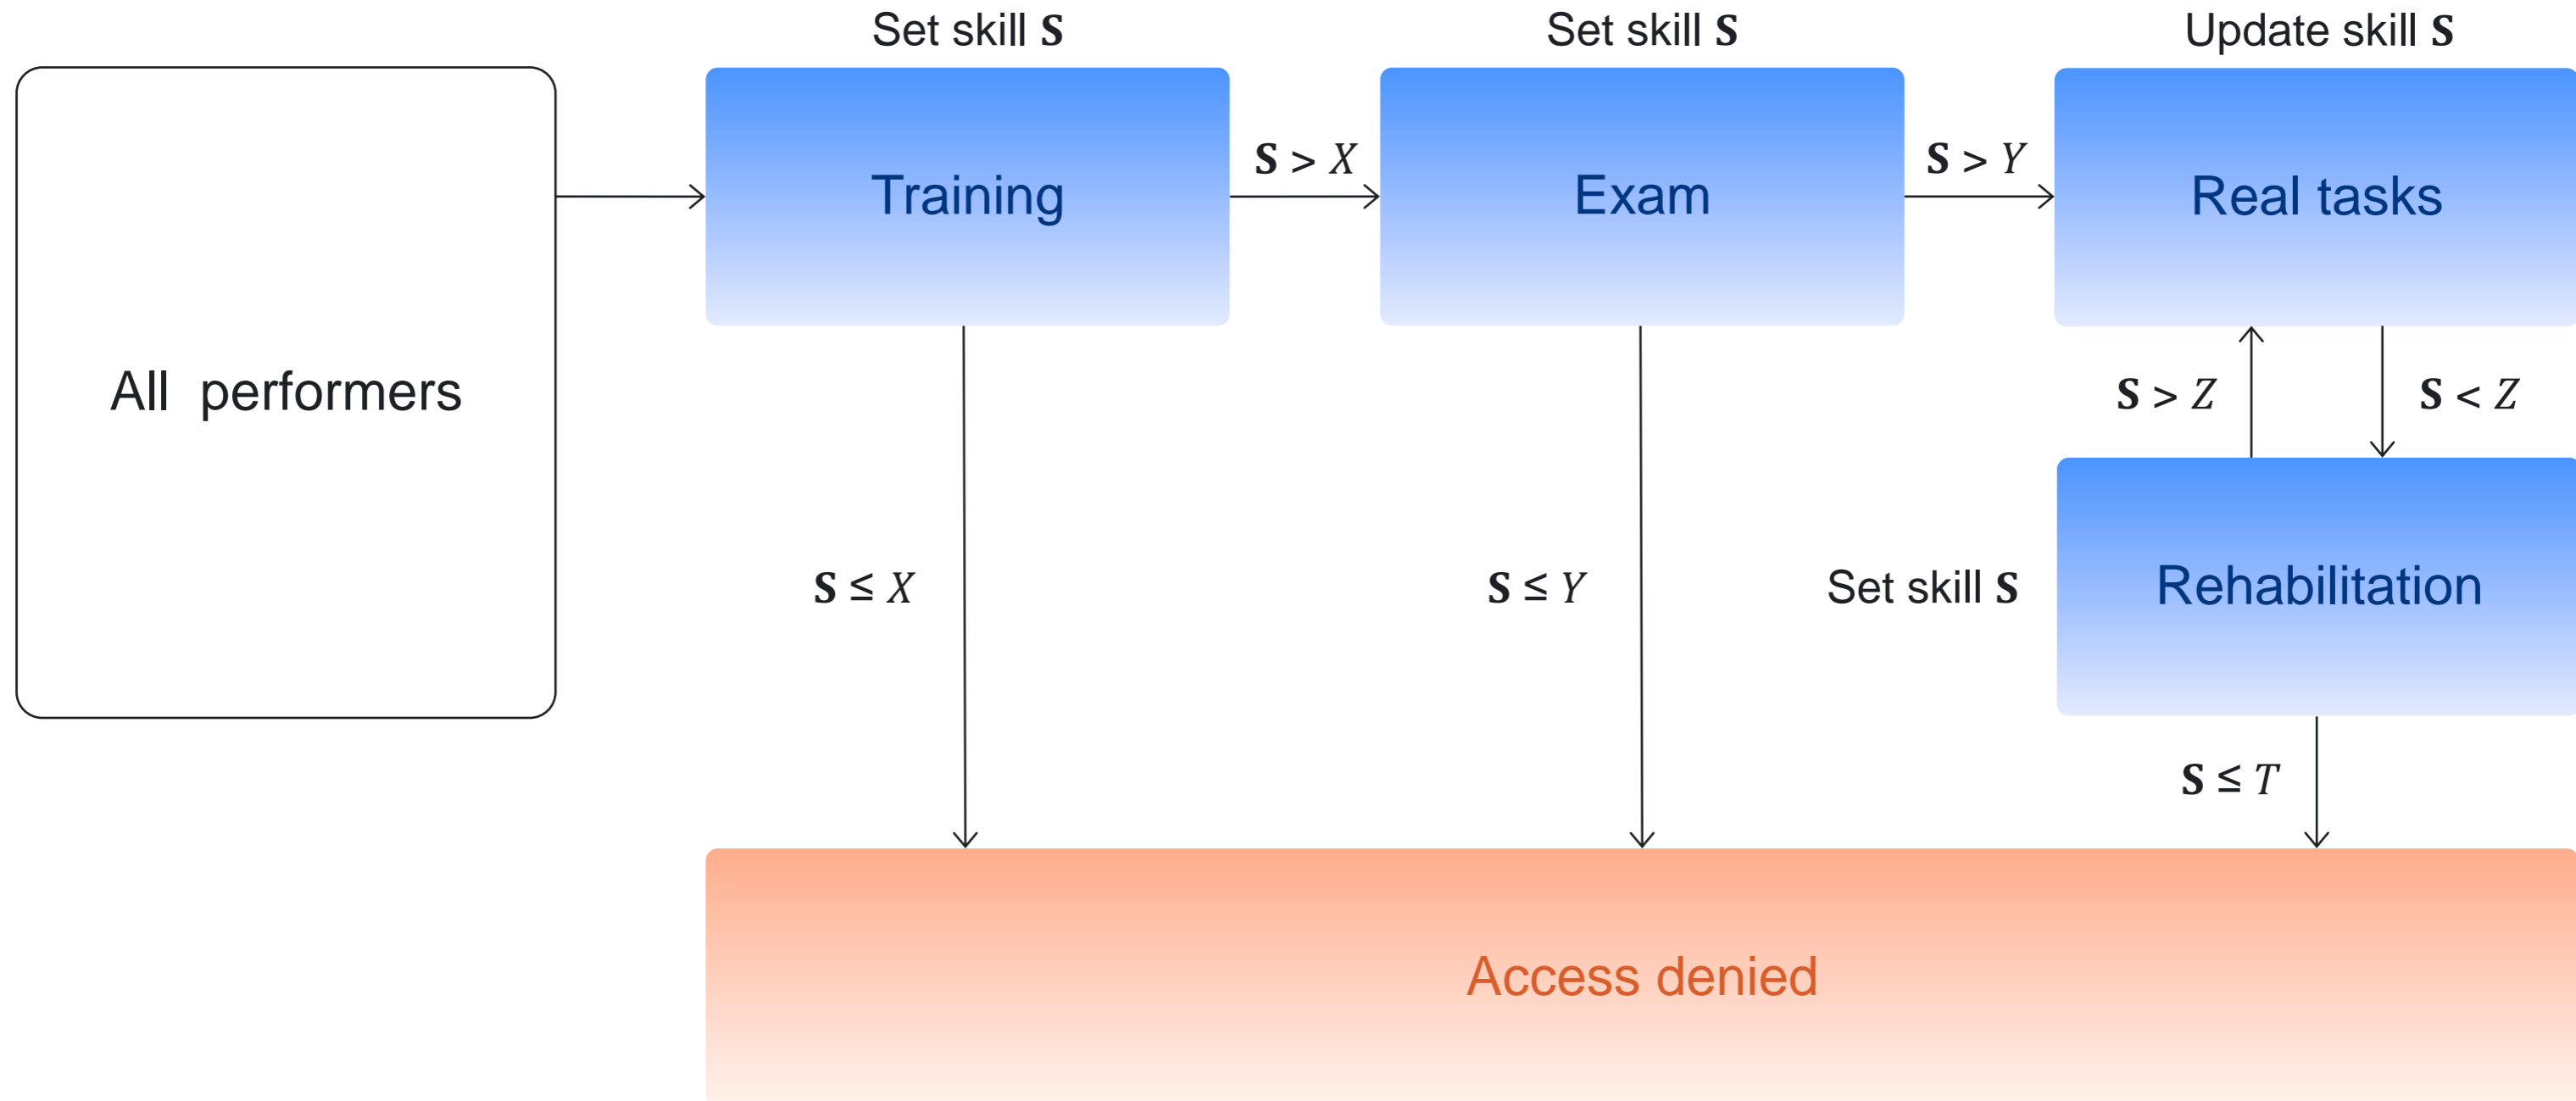 Set skill S
Set skill S
Update skill S
All performers
Training
S > X
Exam
S > Y
Real tasks
S > Z
S < Z
S ≤ X
S ≤ Y
Set skill S
Rehabilitation
S ≤ T
Access denied